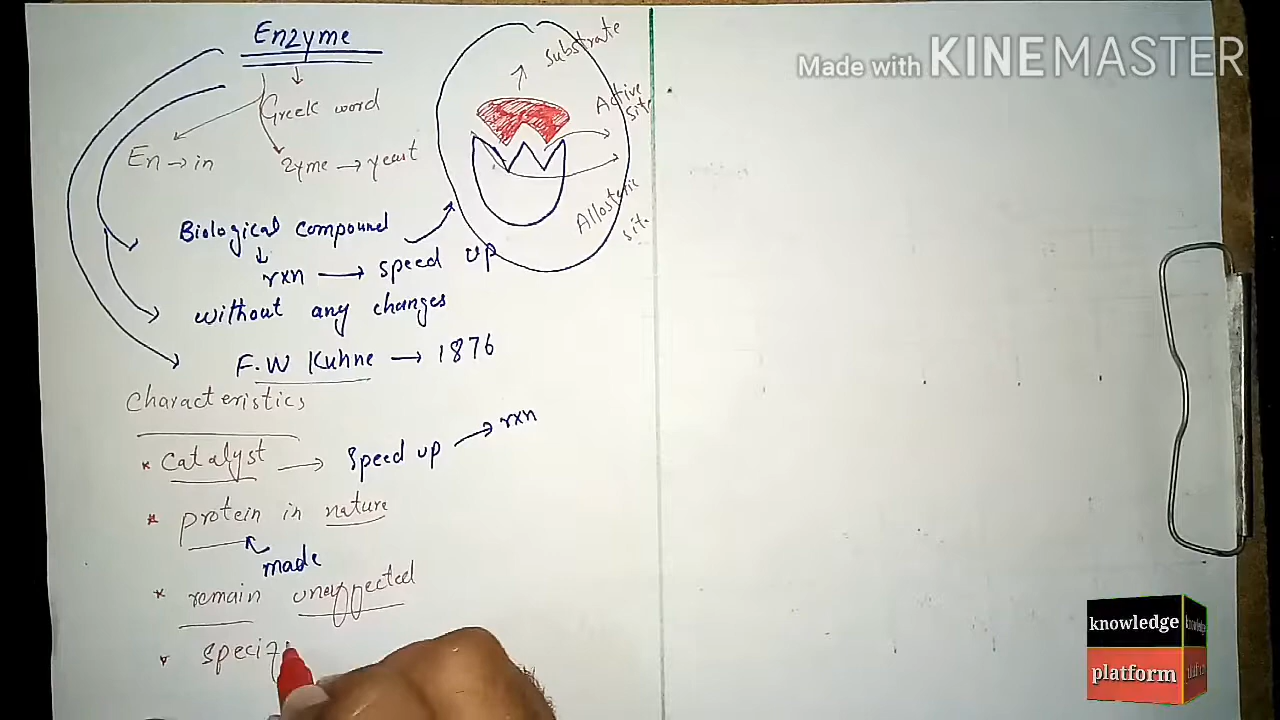 Enzyme
Greek word
En → in
zyme → yeast
Substrate
Active site
Allosteric site
Biological compound
rxn → speed up
without any changes
F.W Kuhne → 1876
Characteristics
* Catalyst → speed up → rxn
* protein in nature
made
* remain uneffected
* specif
Made with KINEMASTER
knowledge
platform